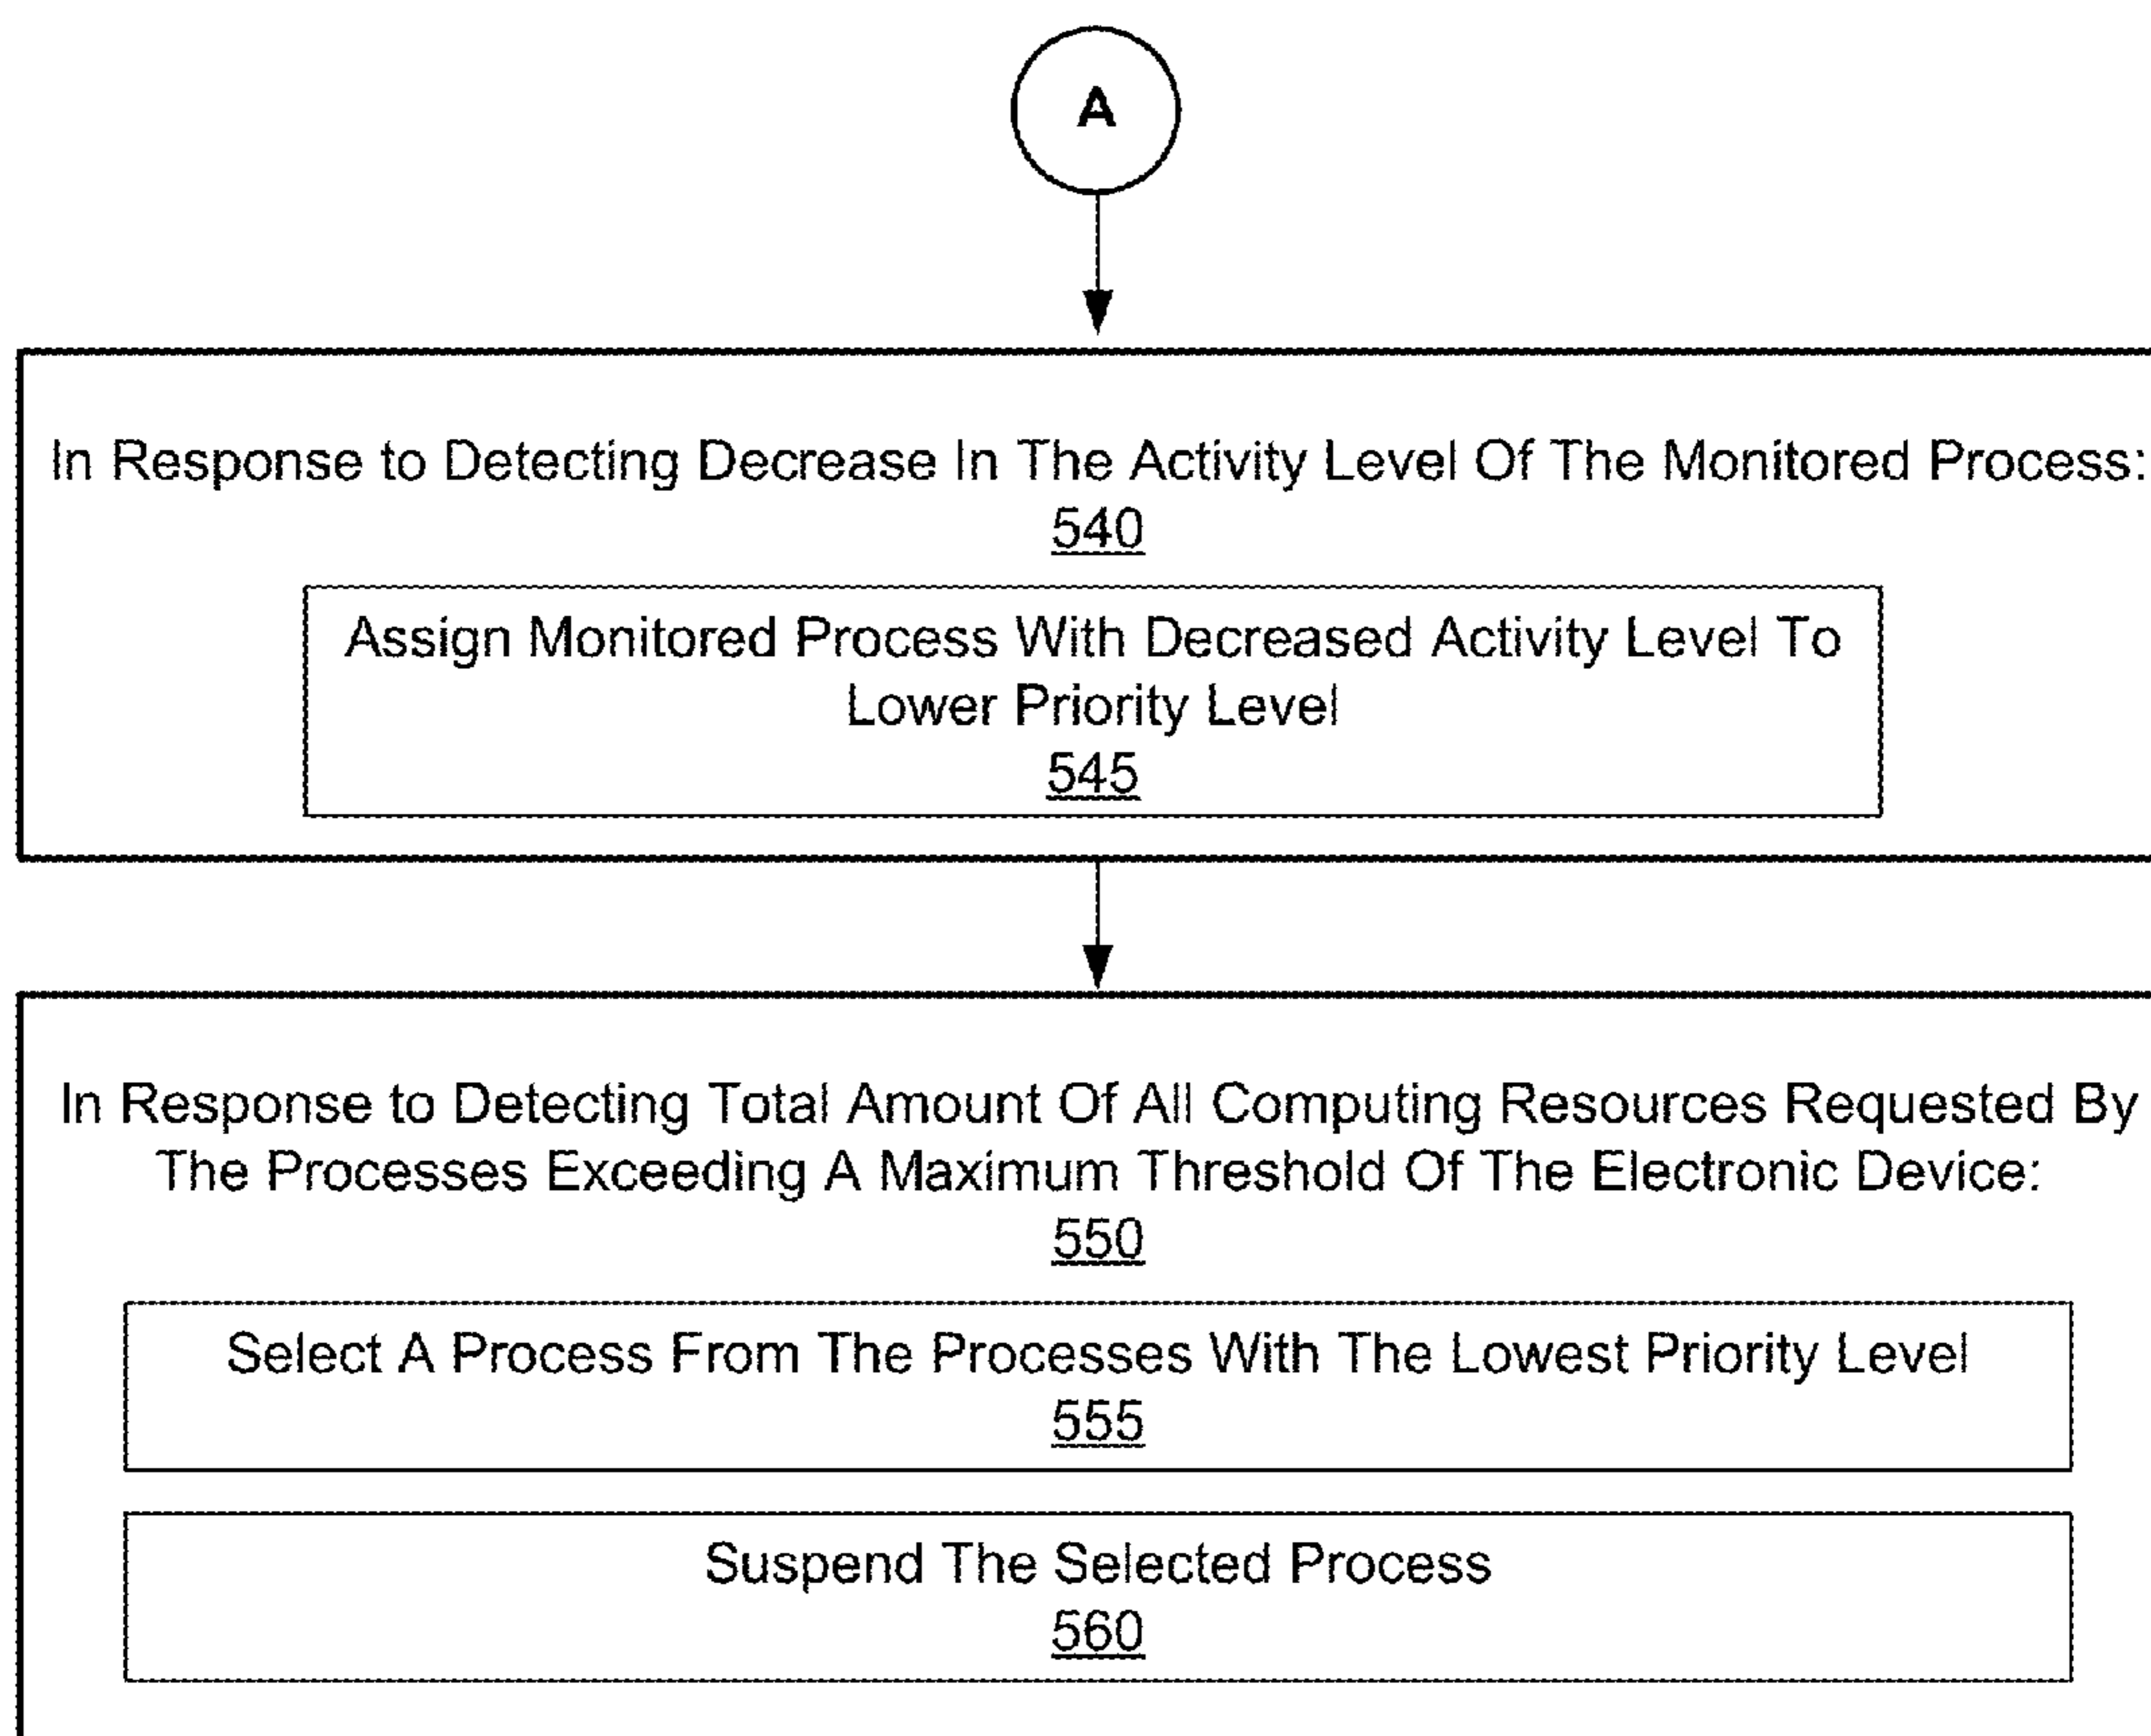 A
In Response to Detecting Decrease In The Activity Level Of The Monitored Process:
540
Assign Monitored Process With Decreased Activity Level To
Lower Priority Level
545
In Response to Detecting Total Amount Of All Computing Resources Requested By
The Processes Exceeding A Maximum Threshold Of The Electronic Device:
550
Select A Process From The Processes With The Lowest Priority Level
555
Suspend The Selected Process
560